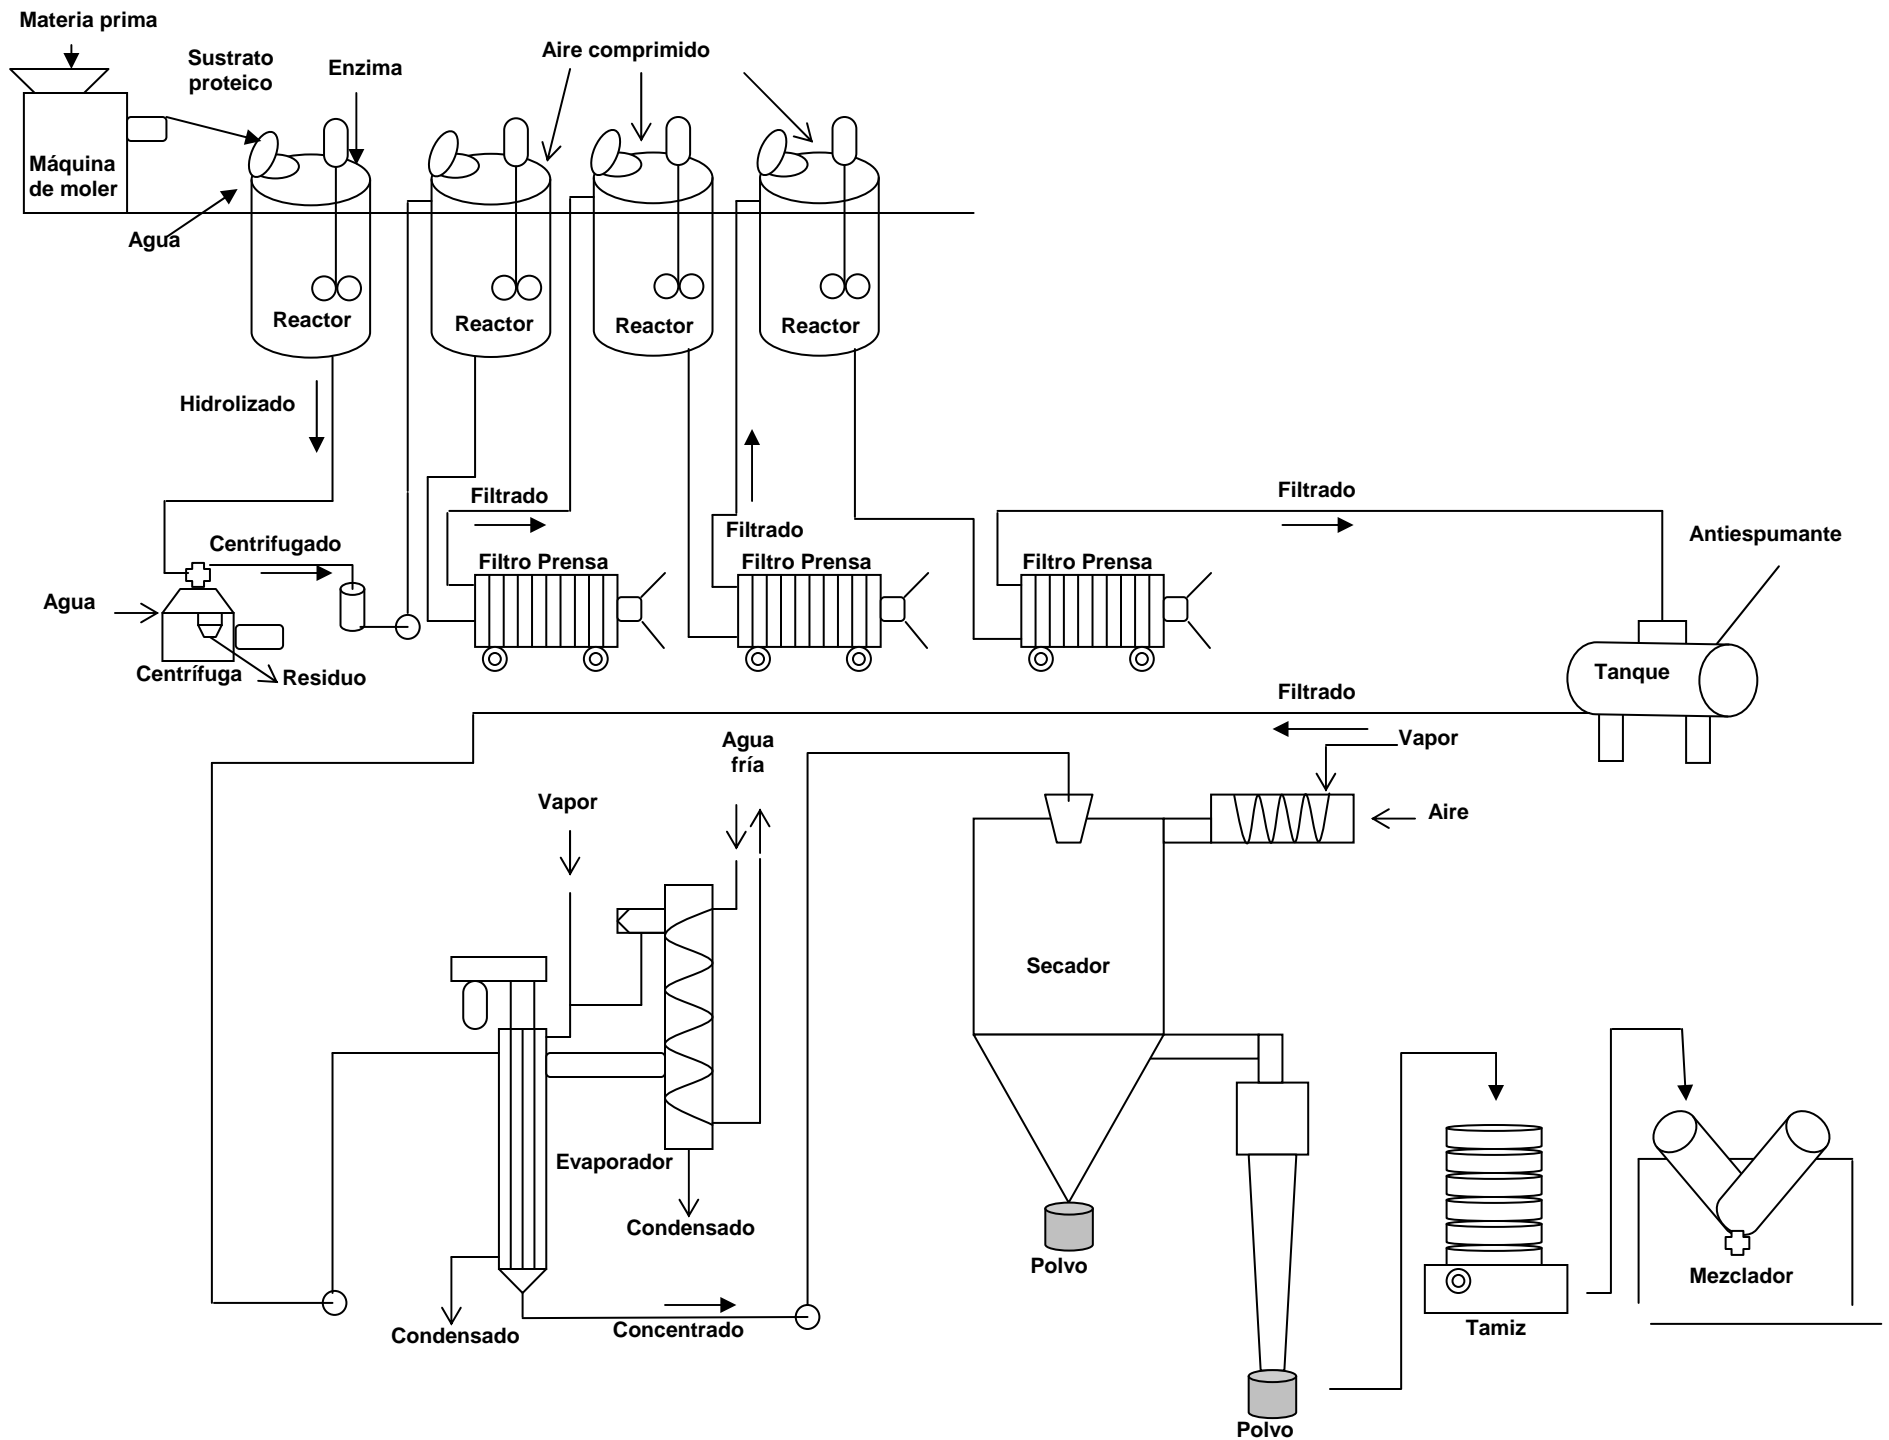 Materia prima
Sustrato
proteico
Enzima
Aire comprimido
Máquina
de moler
Agua
Reactor
Reactor
Reactor
Reactor
Hidrolizado
Filtrado
Filtrado
Filtrado
Antiespumante
Centrifugado
Filtro Prensa
Filtro Prensa
Filtro Prensa
Agua
Centrífuga
Residuo
Tanque
Filtrado
Agua
fría
Vapor
Vapor
Aire
Secador
Evaporador
Condensado
Polvo
Mezclador
Condensado
Concentrado
Tamiz
Polvo